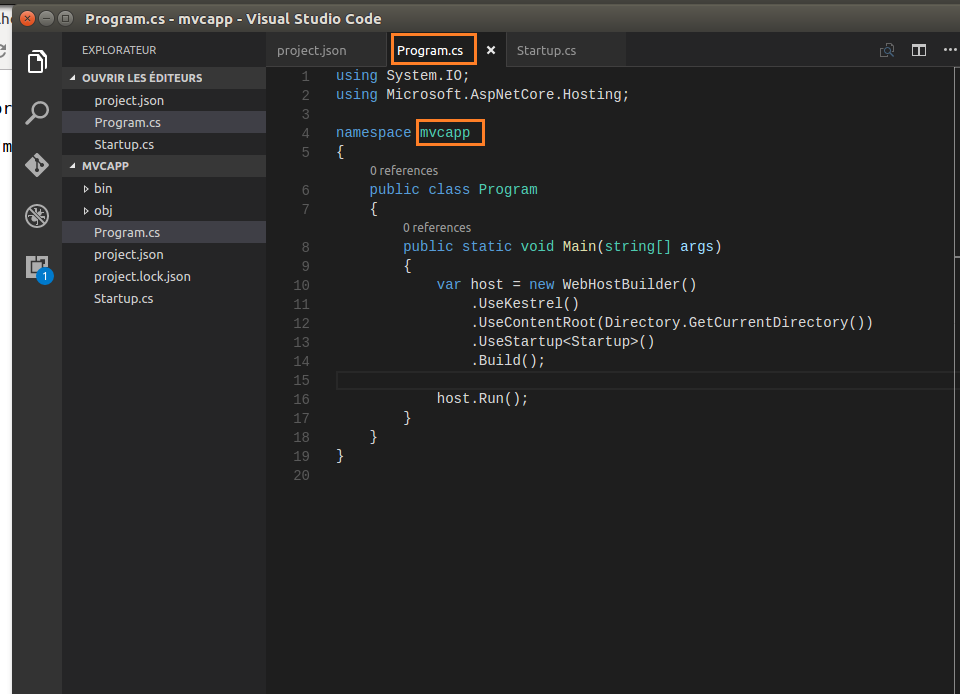 Program.cs - mvcapp - Visual Studio Code
EXPLORATEUR
OUVRIR LES ÉDITEURS
project.json
Program.cs
Startup.cs
MVCAPP
bin
obj
Program.cs
project.json
project.lock.json
Startup.cs
1
project.json Program.cs Startup.cs
1 using System.IO;
2 using Microsoft.AspNetCore.Hosting;
3
4 namespace mvcapp
5 {
0 references
6 public class Program
7 {
0 references
8 public static void Main(string[] args)
9 {
10 var host = new WebHostBuilder()
11 .UseKestrel()
12 .UseContentRoot(Directory.GetCurrentDirectory())
13 .UseStartup<Startup>()
14 .Build();
15
16 host.Run();
17 }
18 }
19 }
20